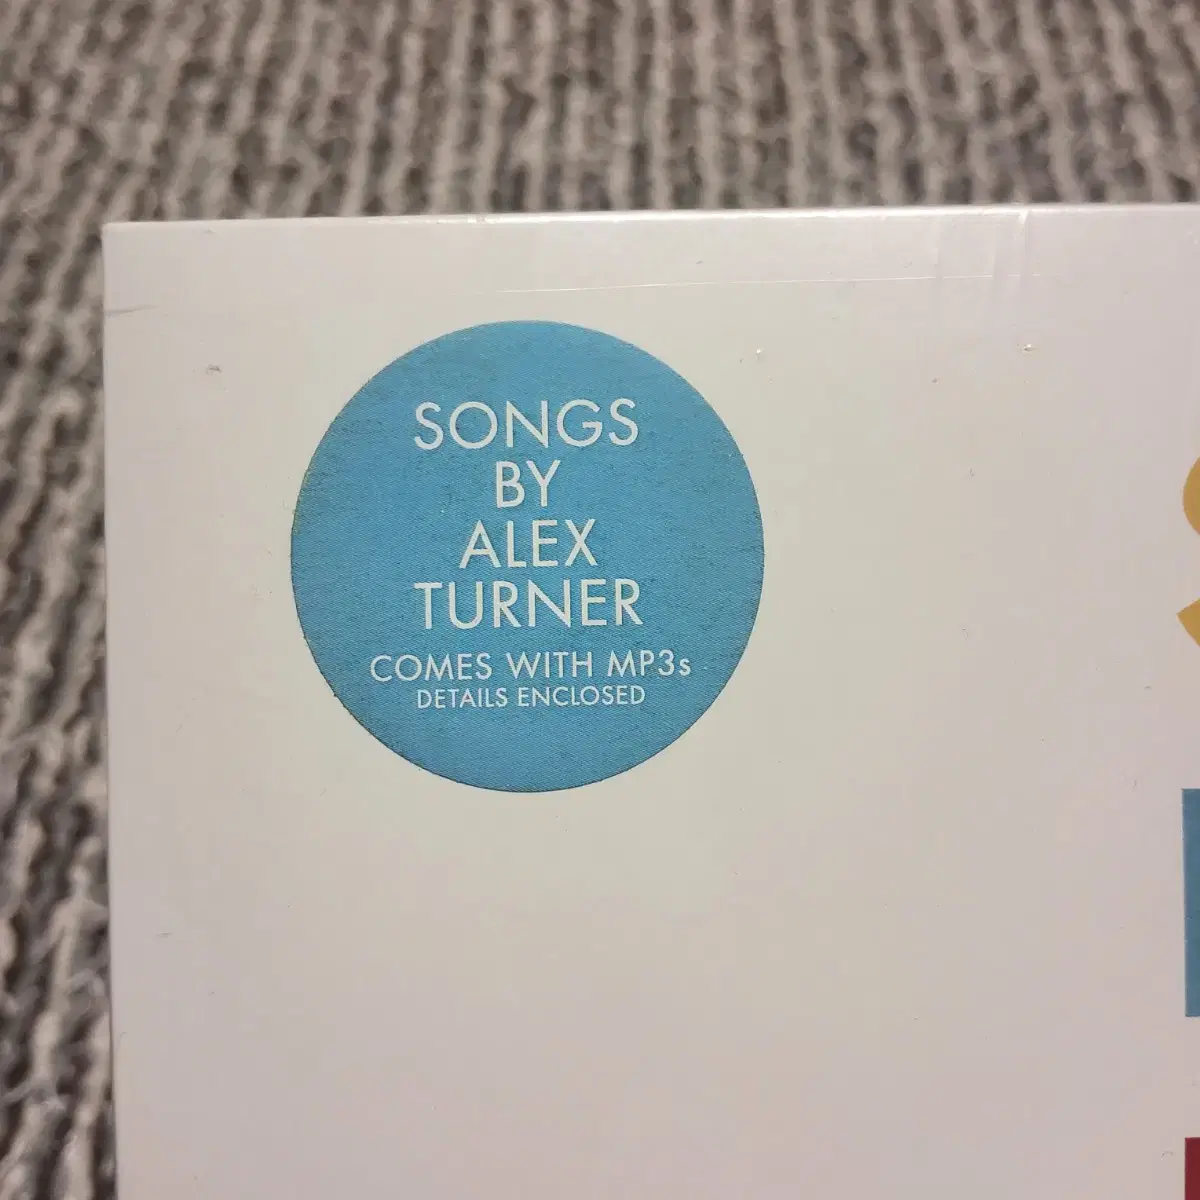 SONGS
BY
ALEX
TURNER
COMES WITH MP3s
DETAILS ENCLOSED